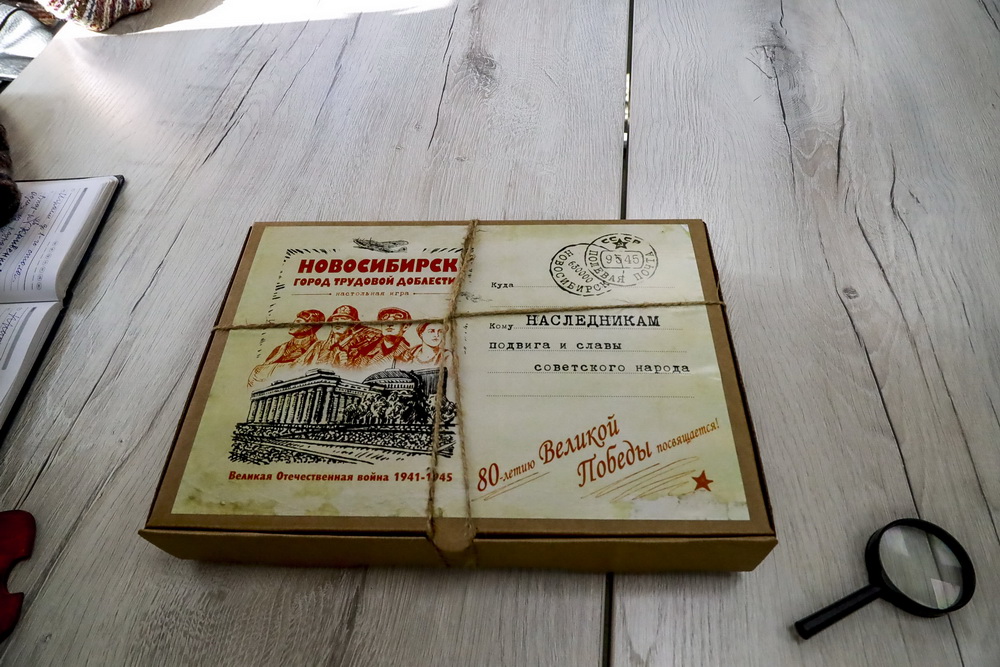 НОВОСИБИРСК
ГОРОД ТРУДОВОЙ ДОБЛЕСТИ
настольная игра
Великая Отечественная война 1941-1945
СССР
9 5 45
ПОЛЕВАЯ ПОЧТА
630000
НОВОСИБИРСК
Куда
Кому НАСЛЕДНИКАМ
подвига и славы
советского народа
80-летию Великой
Победы посвящается!